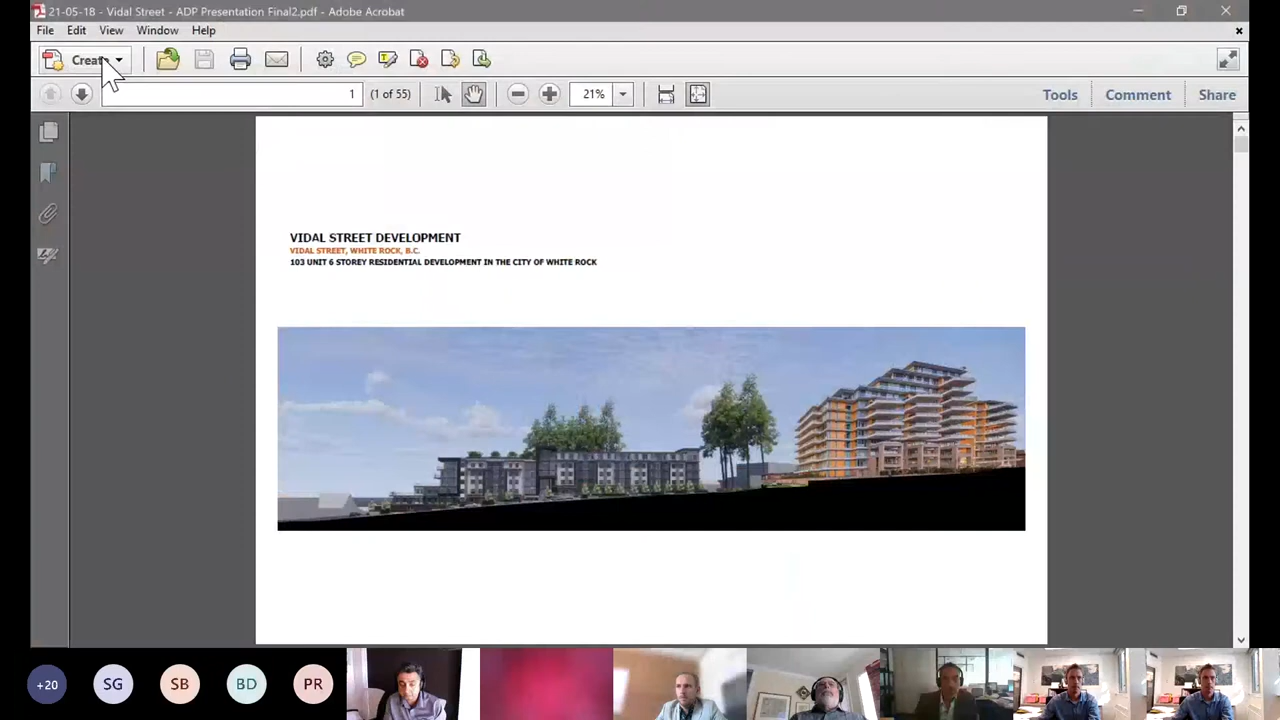 21-05-18 - Vidal Street - ADP Presentation Final2.pdf - Adobe Acrobat
File Edit View Window Help
Create
1 (1 of 55) 21% Tools Comment Share
VIDAL STREET DEVELOPMENT
VIDAL STREET, WHITE ROCK, B.C.
103 UNIT 6 STOREY RESIDENTIAL DEVELOPMENT IN THE CITY OF WHITE ROCK
+20 SG SB BD PR